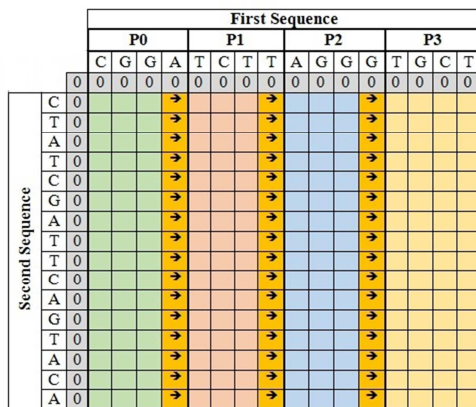 First Sequence
P0 P1 P2 P3
C G G A T C T T A G G G T G C T
0 0 0 0 0 0 0 0 0 0 0 0 0 0 0 0 0
Second Sequence
C 0 → → →
T 0 → → →
A 0 → → →
T 0 → → →
C 0 → → →
G 0 → → →
A 0 → → →
T 0 → → →
T 0 → → →
C 0 → → →
A 0 → → →
G 0 → → →
T 0 → → →
A 0 → → →
C 0 → → →
A 0 → → →